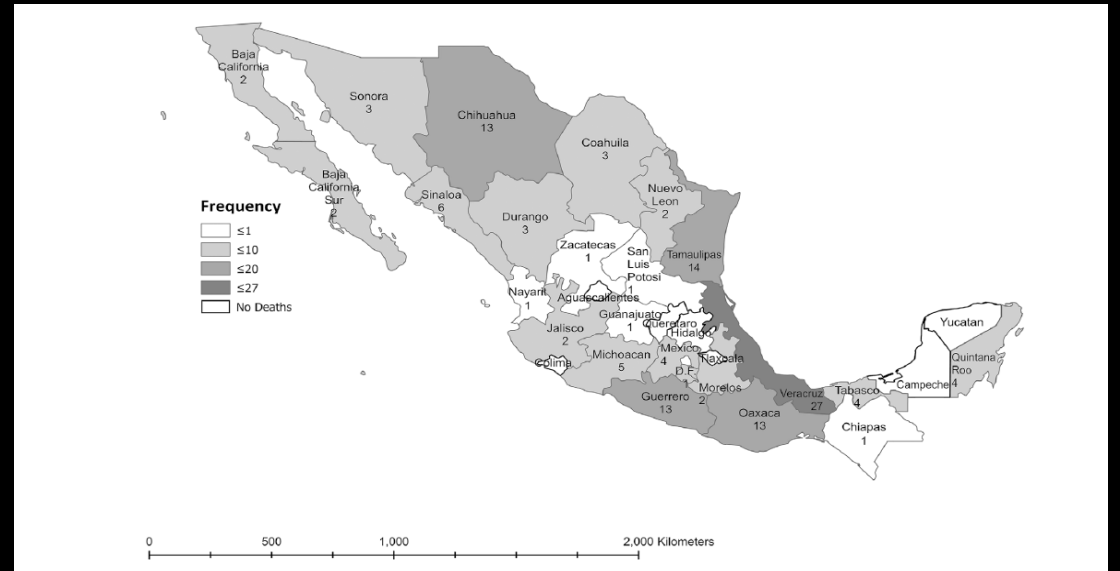 Baja
California
2
Sonora
3
Chihuahua
13
Coahuila
3
Baja
California
Sur
2
Sinaloa
6
Durango
3
Nuevo
Leon
2
Tamaulipas
14
Zacatecas
1
San
Luis
Potosi
1
Nayarit
1
Aguascalientes
Guanajuato
1
Queretaro
Hidalgo
Jalisco
2
Colima
Michoacan
5
Mexico
4
D.F.
1
Tlaxcala
Morelos
2
Guerrero
13
Oaxaca
13
Veracruz
27
Tabasco
4
Chiapas
1
Campeche
Yucatan
Quintana
Roo
4
Frequency
≤1
≤10
≤20
≤27
No Deaths
0 500 1,000 2,000 Kilometers